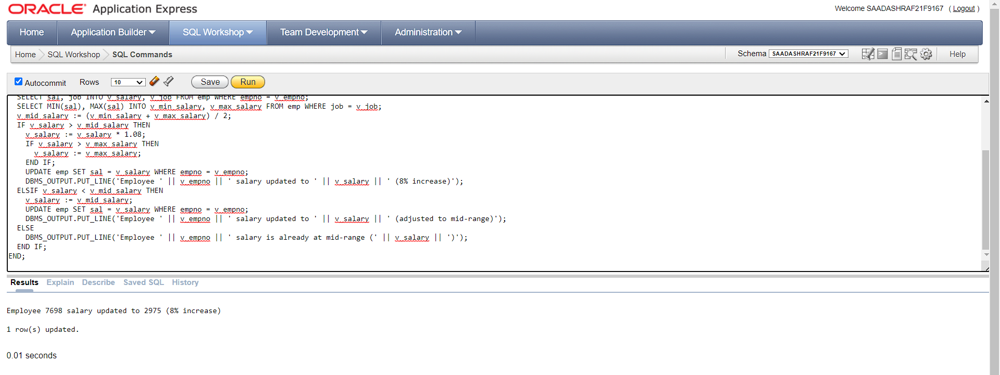 ORACLE® Application Express
Welcome SAADASHRAF21F9167 ( Logout )
Home Application Builder SQL Workshop Team Development Administration
Home SQL Workshop SQL Commands Schema SAADASHRAF21F9167 Help
Autocommit Rows 10 Save Run
SELECT sal, job INTO v_salary, v_job FROM emp WHERE empno = v_empno;
SELECT MIN(sal), MAX(sal) INTO v_min_salary, v_max_salary FROM emp WHERE job = v_job;
v_mid_salary := (v_min_salary + v_max_salary) / 2;
IF v_salary > v_mid_salary THEN
v_salary := v_salary * 1.08;
IF v_salary > v_max_salary THEN
v_salary := v_max_salary;
END IF;
UPDATE emp SET sal = v_salary WHERE empno = v_empno;
DBMS_OUTPUT.PUT_LINE('Employee ' || v_empno || ' salary updated to ' || v_salary || ' (8% increase)');
ELSIF v_salary < v_mid_salary THEN
v_salary := v_mid_salary;
UPDATE emp SET sal = v_salary WHERE empno = v_empno;
DBMS_OUTPUT.PUT_LINE('Employee ' || v_empno || ' salary updated to ' || v_salary || ' (adjusted to mid-range)');
ELSE
DBMS_OUTPUT.PUT_LINE('Employee ' || v_empno || ' salary is already at mid-range (' || v_salary || ')');
END IF;
END;
Results Explain Describe Saved SQL History
Employee 7698 salary updated to 2975 (8% increase)
1 row(s) updated.
0.01 seconds